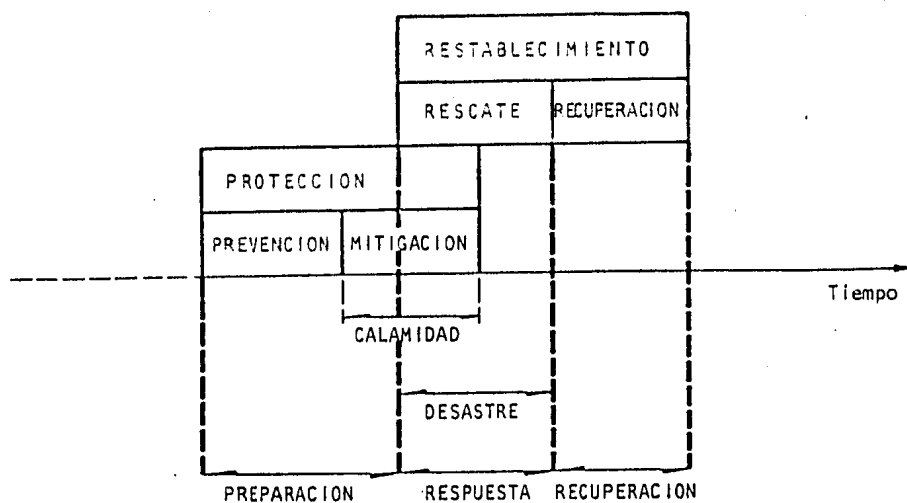 RESTABLECIMIENTO
RESCATE RECUPERACION
PROTECCION
PREVENCION MITIGACION
Tiempo
CALAMIDAD
DESASTRE
PREPARACION RESPUESTA RECUPERACION